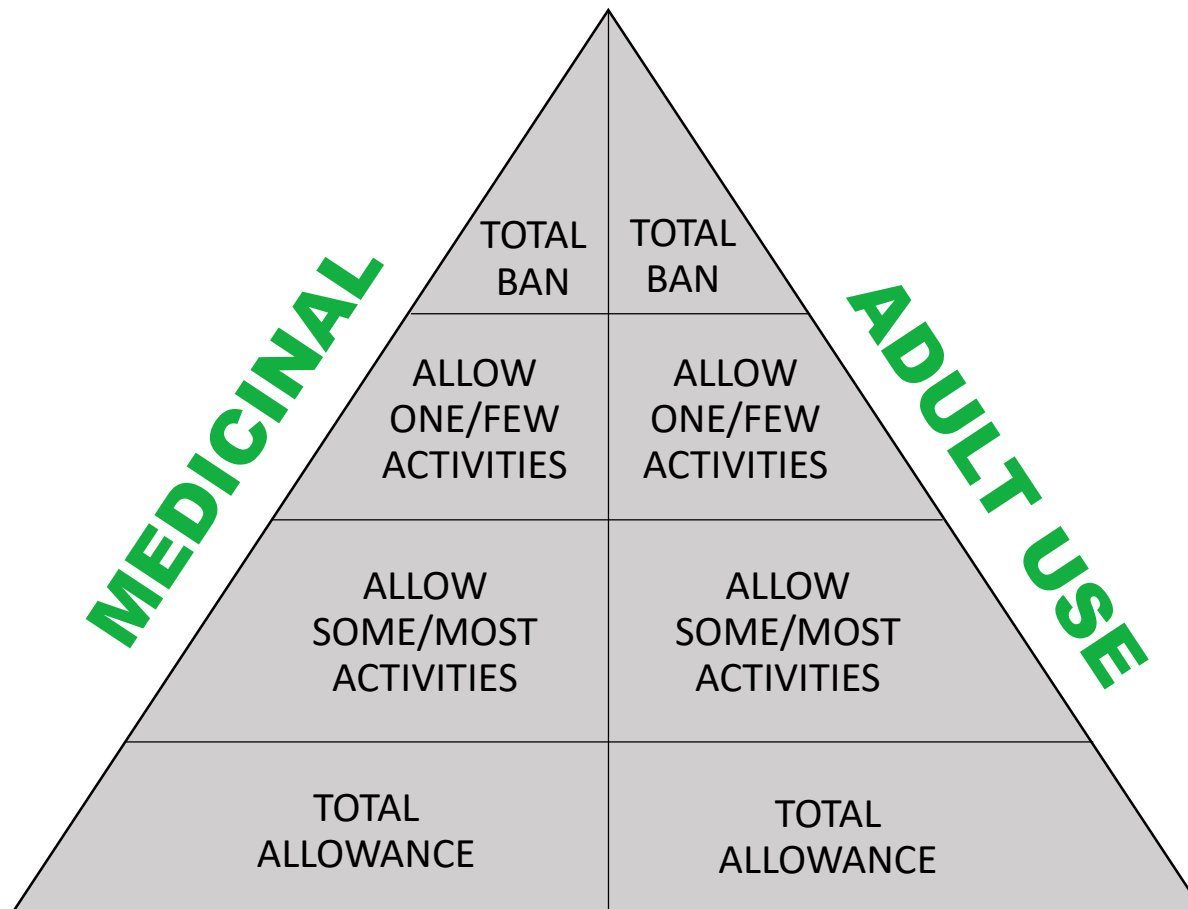 MEDICINAL
ADULT USE
TOTAL
BAN
TOTAL
BAN
ALLOW
ONE/FEW
ACTIVITIES
ALLOW
ONE/FEW
ACTIVITIES
ALLOW
SOME/MOST
ACTIVITIES
ALLOW
SOME/MOST
ACTIVITIES
TOTAL
ALLOWANCE
TOTAL
ALLOWANCE